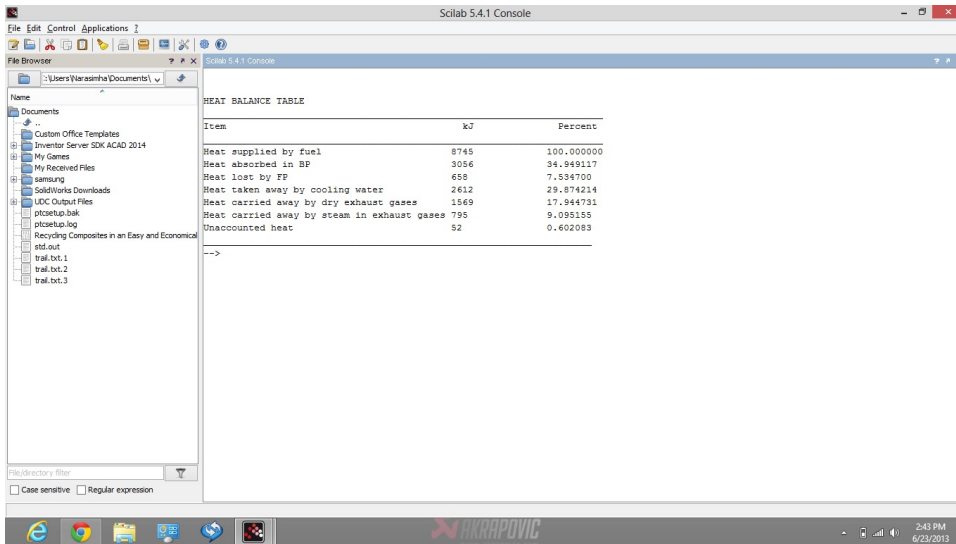 Scilab 5.4.1 Console
File Edit Control Applications ?
File Browser
Scilab 5.4.1 Console
:\Users\Narasimha\Documents\
Name
Documents
..
Custom Office Templates
Inventor Server SDK ACAD 2014
My Games
My Received Files
samsung
SolidWorks Downloads
UDC Output Files
ptcsetup.bak
ptcsetup.log
Recycling Composites in an Easy and Economical
std.out
trail.txt.1
trail.txt.2
trail.txt.3
File/directory filter
Case sensitive Regular expression
HEAT BALANCE TABLE
Item kJ Percent
Heat supplied by fuel 8745 100.000000
Heat absorbed in BP 3056 34.949117
Heat lost by FP 658 7.534700
Heat taken away by cooling water 2612 29.874214
Heat carried away by dry exhaust gases 1569 17.944731
Heat carried away by steam in exhaust gases 795 9.095155
Unaccounted heat 52 0.602083
-->
AKRAPOVIC
2:43 PM
6/23/2013